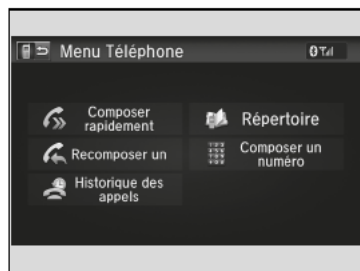 Menu Téléphone
Composer
rapidement
Répertoire
Recomposer un
Composer un
numéro
Historique des
appels